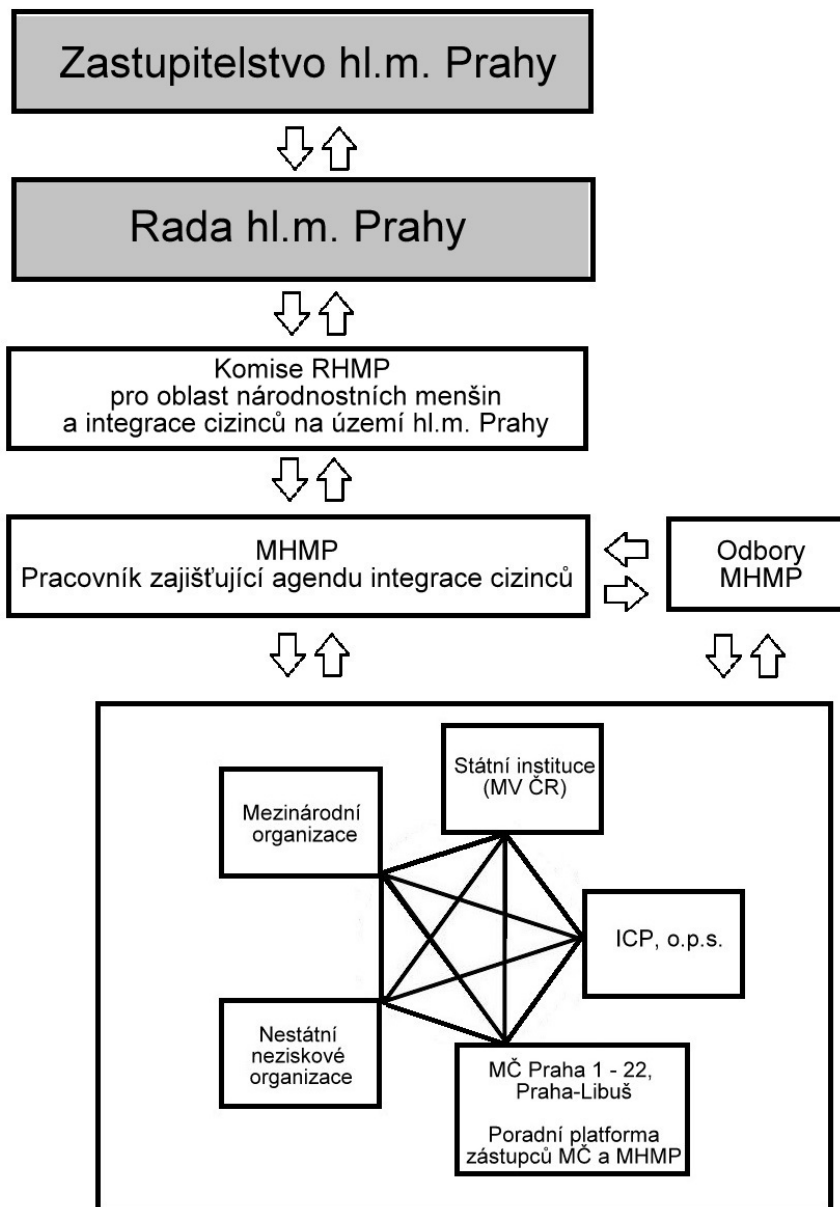 Zastupitelstvo hl.m. Prahy
Rada hl.m. Prahy
Komise RHMP
pro oblast národnostních menšin
a integrace cizinců na území hl.m. Prahy
MHMP
Pracovník zajišťující agendu integrace cizinců
Odbory
MHMP
Státní instituce
(MV ČR)
Mezinárodní
organizace
ICP, o.p.s.
Nestátní
neziskové
organizace
MČ Praha 1 - 22,
Praha-Libuš
Poradní platforma
zástupců MČ a MHMP